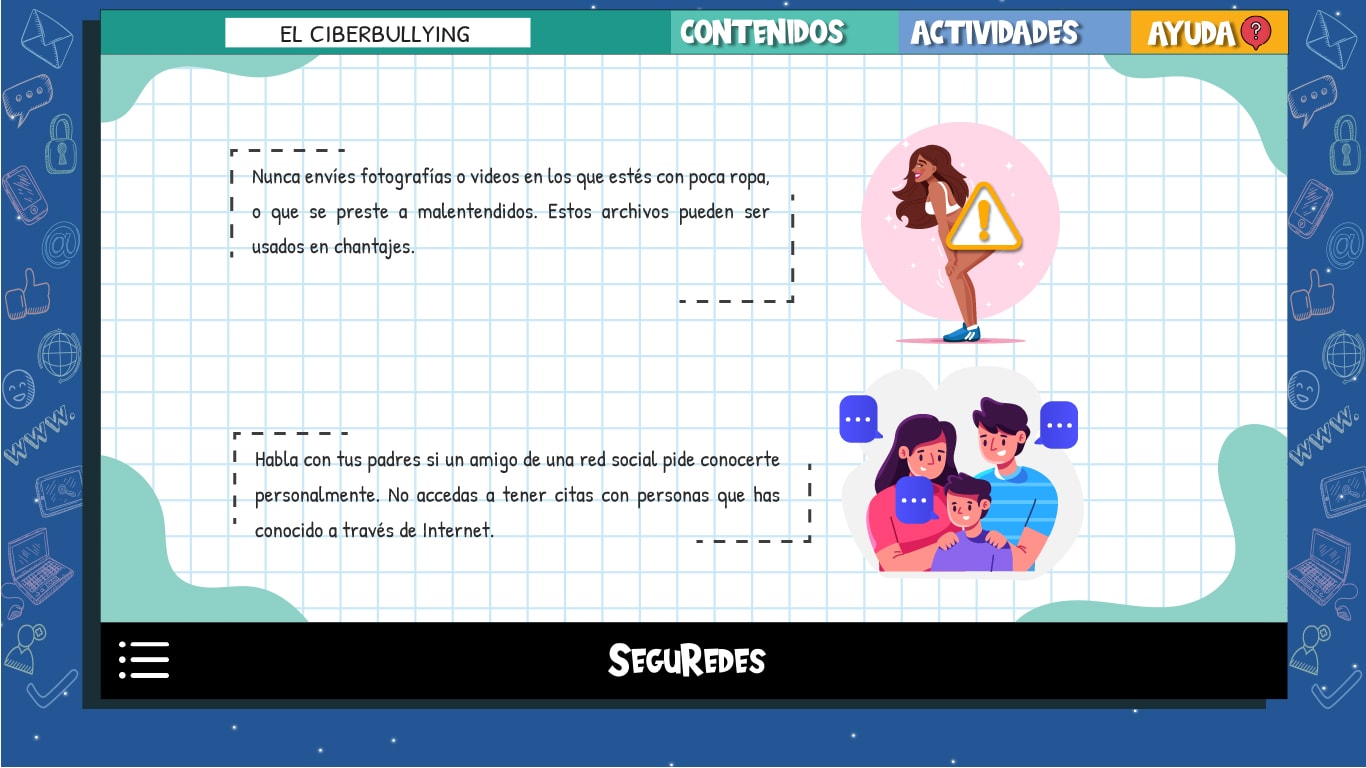 EL CIBERBULLYING
CONTENIDOS
ACTIVIDADES
AYUDA ?
Nunca envíes fotografías o videos en los que estés con poca ropa,
o que se preste a malentendidos. Estos archivos pueden ser
usados en chantajes.
!
Habla con tus padres si un amigo de una red social pide conocerte
personalmente. No accedas a tener citas con personas que has
conocido a través de Internet.
www.
www.
@
@
SEGUREDES